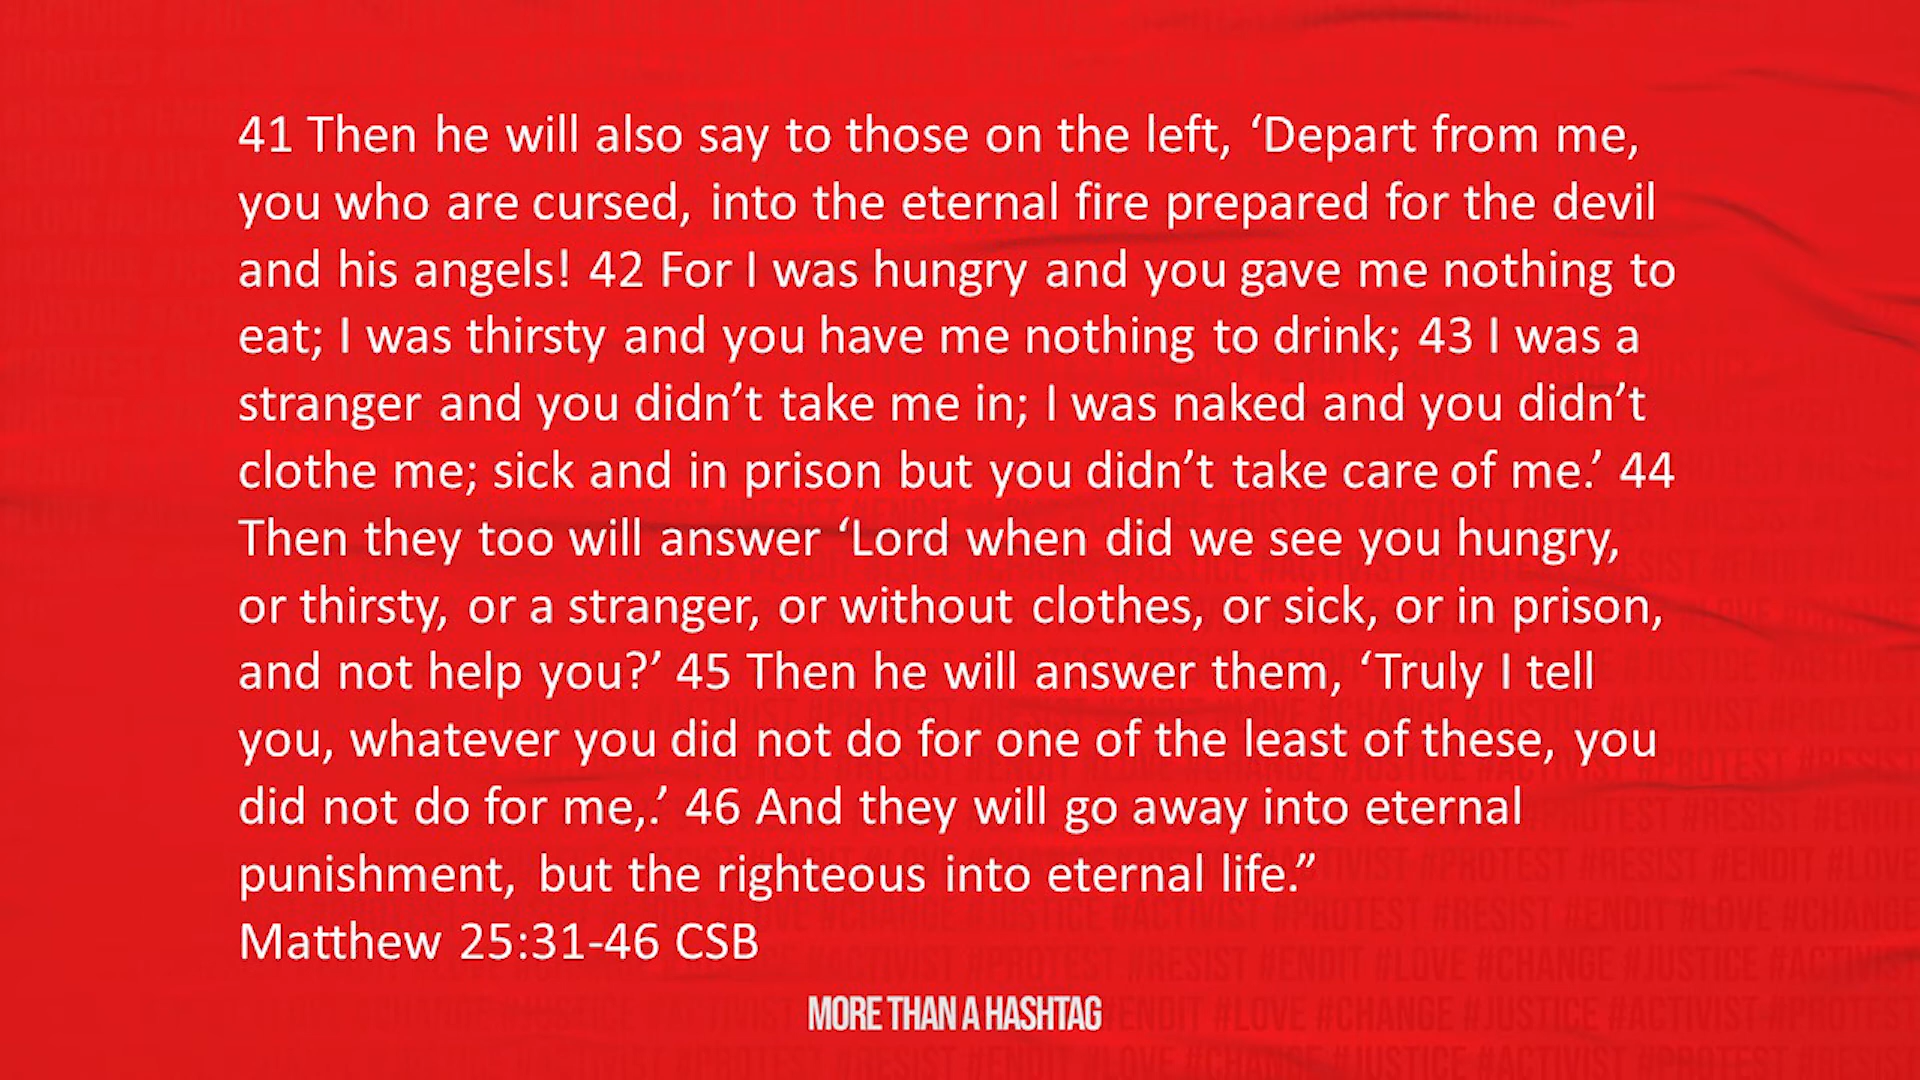 41 Then he will also say to those on the left, ‘Depart from me,
you who are cursed, into the eternal fire prepared for the devil
and his angels! 42 For I was hungry and you gave me nothing to
eat; I was thirsty and you have me nothing to drink; 43 I was a
stranger and you didn’t take me in; I was naked and you didn’t
clothe me; sick and in prison but you didn’t take care of me.’ 44
Then they too will answer ‘Lord when did we see you hungry,
or thirsty, or a stranger, or without clothes, or sick, or in prison,
and not help you?’ 45 Then he will answer them, ‘Truly I tell
you, whatever you did not do for one of the least of these, you
did not do for me,.’ 46 And they will go away into eternal
punishment, but the righteous into eternal life.”
Matthew 25:31-46 CSB
MORE THAN A HASHTAG
#ENDIT #LOVE #CHANGE #JUSTICE #ACTIVIST #PROTEST